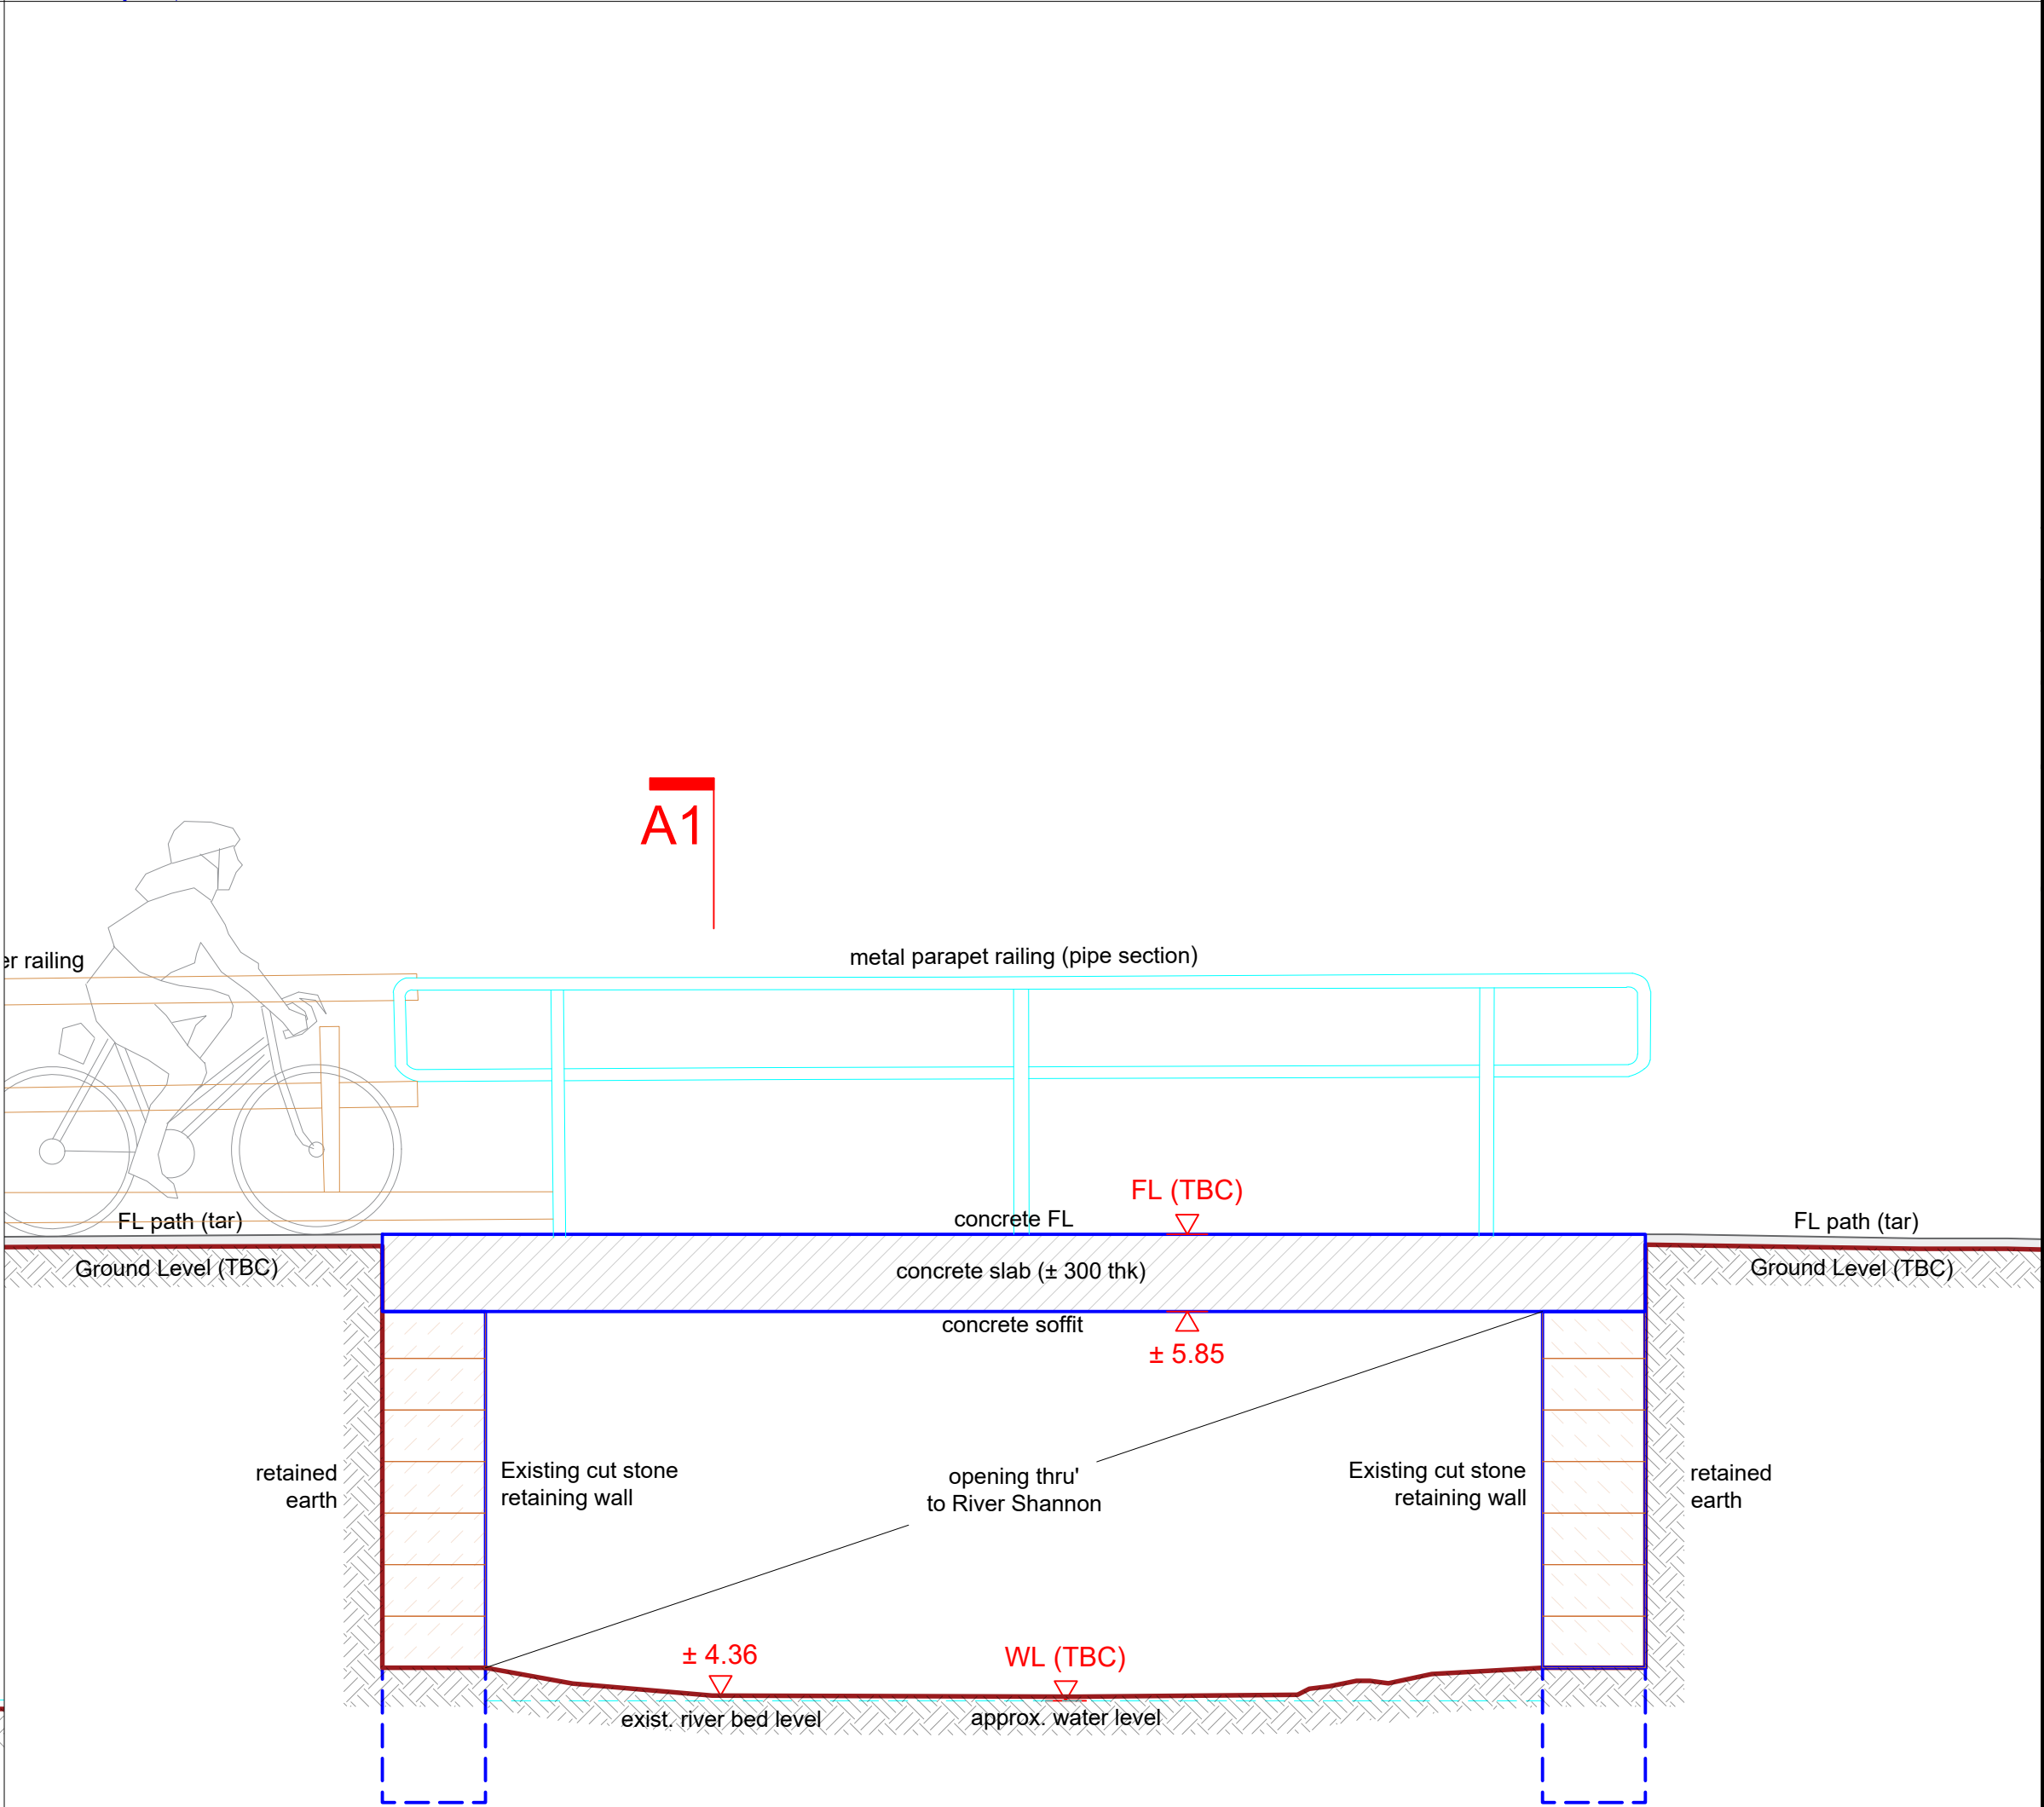 A1
er railing
metal parapet railing (pipe section)
FL (TBC)
FL path (tar)
concrete FL
FL path (tar)
Ground Level (TBC)
concrete slab (± 300 thk)
Ground Level (TBC)
concrete soffit
± 5.85
retained
earth
Existing cut stone
retaining wall
opening thru'
to River Shannon
Existing cut stone
retaining wall
retained
earth
± 4.36
WL (TBC)
exist. river bed level
approx. water level